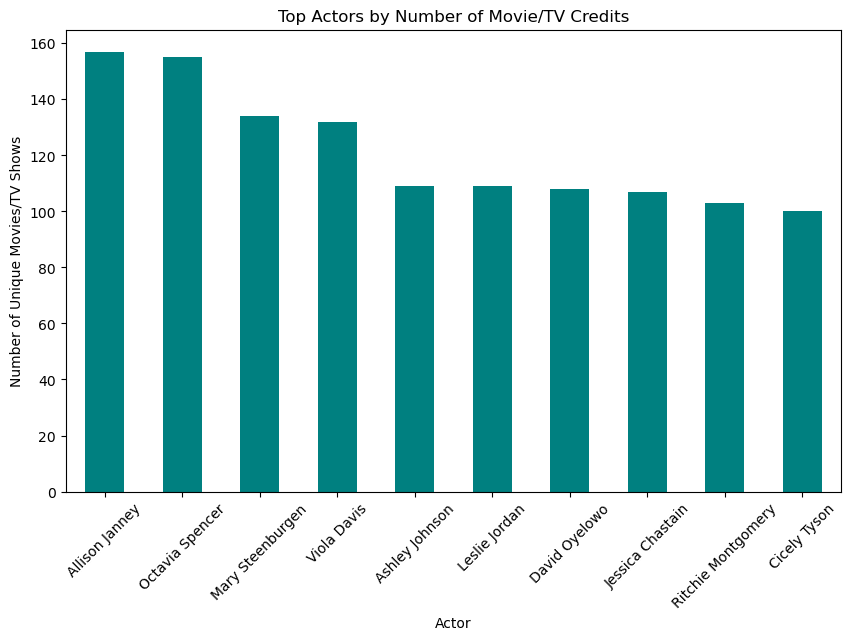 Top Actors by Number of Movie/TV Credits
Number of Unique Movies/TV Shows
160
140
120
100
80
60
40
20
0
Allison Janney
Octavia Spencer
Mary Steenburgen
Viola Davis
Ashley Johnson
Leslie Jordan
David Oyelowo
Jessica Chastain
Ritchie Montgomery
Cicely Tyson
Actor